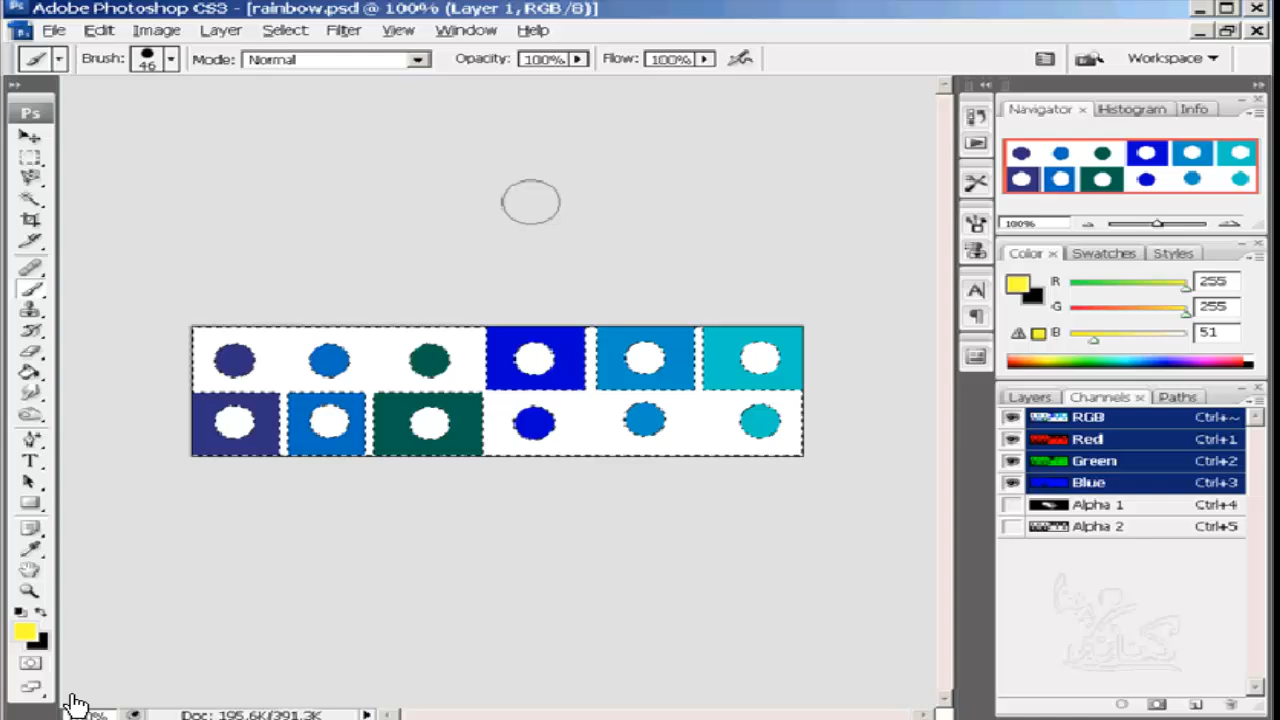 Adobe Photoshop CS3 - [rainbow.psd @ 100% (Layer 1, RGB/8)]
File Edit Image Layer Select Filter View Window Help
Brush: 46 Mode: Normal Opacity: 100% Flow: 100% Workspace
Ps
Navigator × Histogram Info
100%
Color × Swatches Styles
R 255
G 255
B 51
Layers Channels × Paths
RGB Ctrl+~
Red Ctrl+1
Green Ctrl+2
Blue Ctrl+3
Alpha 1 Ctrl+4
Alpha 2 Ctrl+5
T
Doc: 195.6K/391.3K